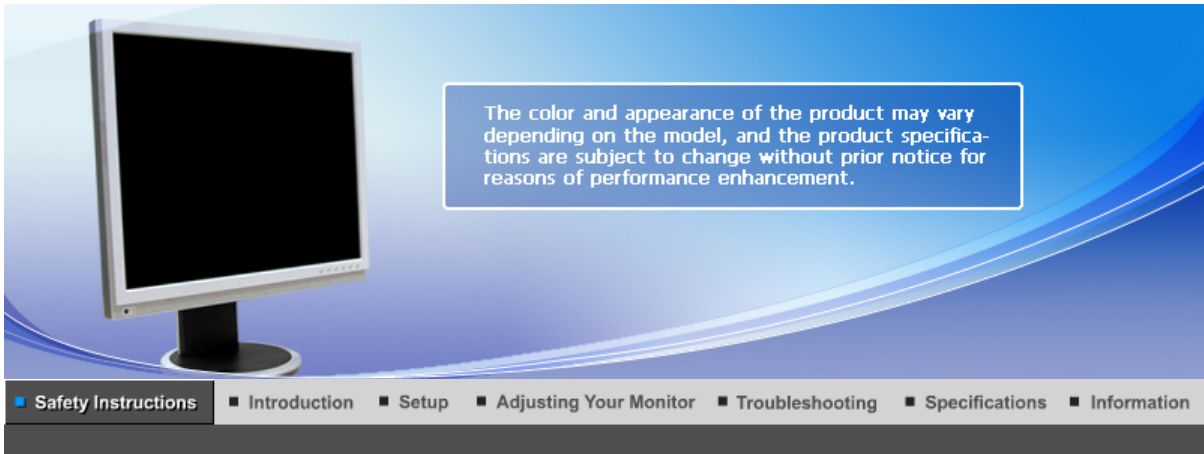 The color and appearance of the product may vary
depending on the model, and the product specifica-
tions are subject to change without prior notice for
reasons of performance enhancement.
Safety Instructions Introduction Setup Adjusting Your Monitor Troubleshooting Specifications Information